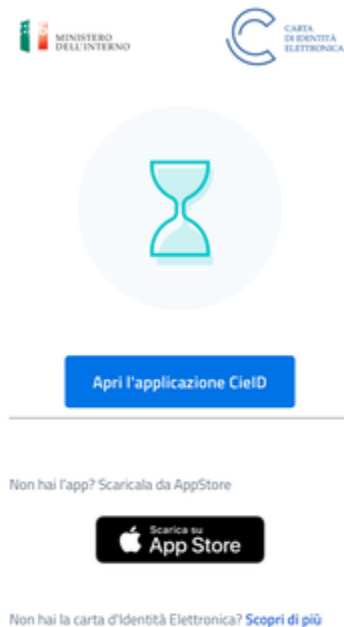 MINISTERO
DELL'INTERNO
CARTA
DI IDENTITÀ
ELETTRONICA
Apri l'applicazione CieID
Non hai l'app? Scaricala da AppStore
Scarica su
App Store
Non hai la carta d'Identità Elettronica? Scopri di più